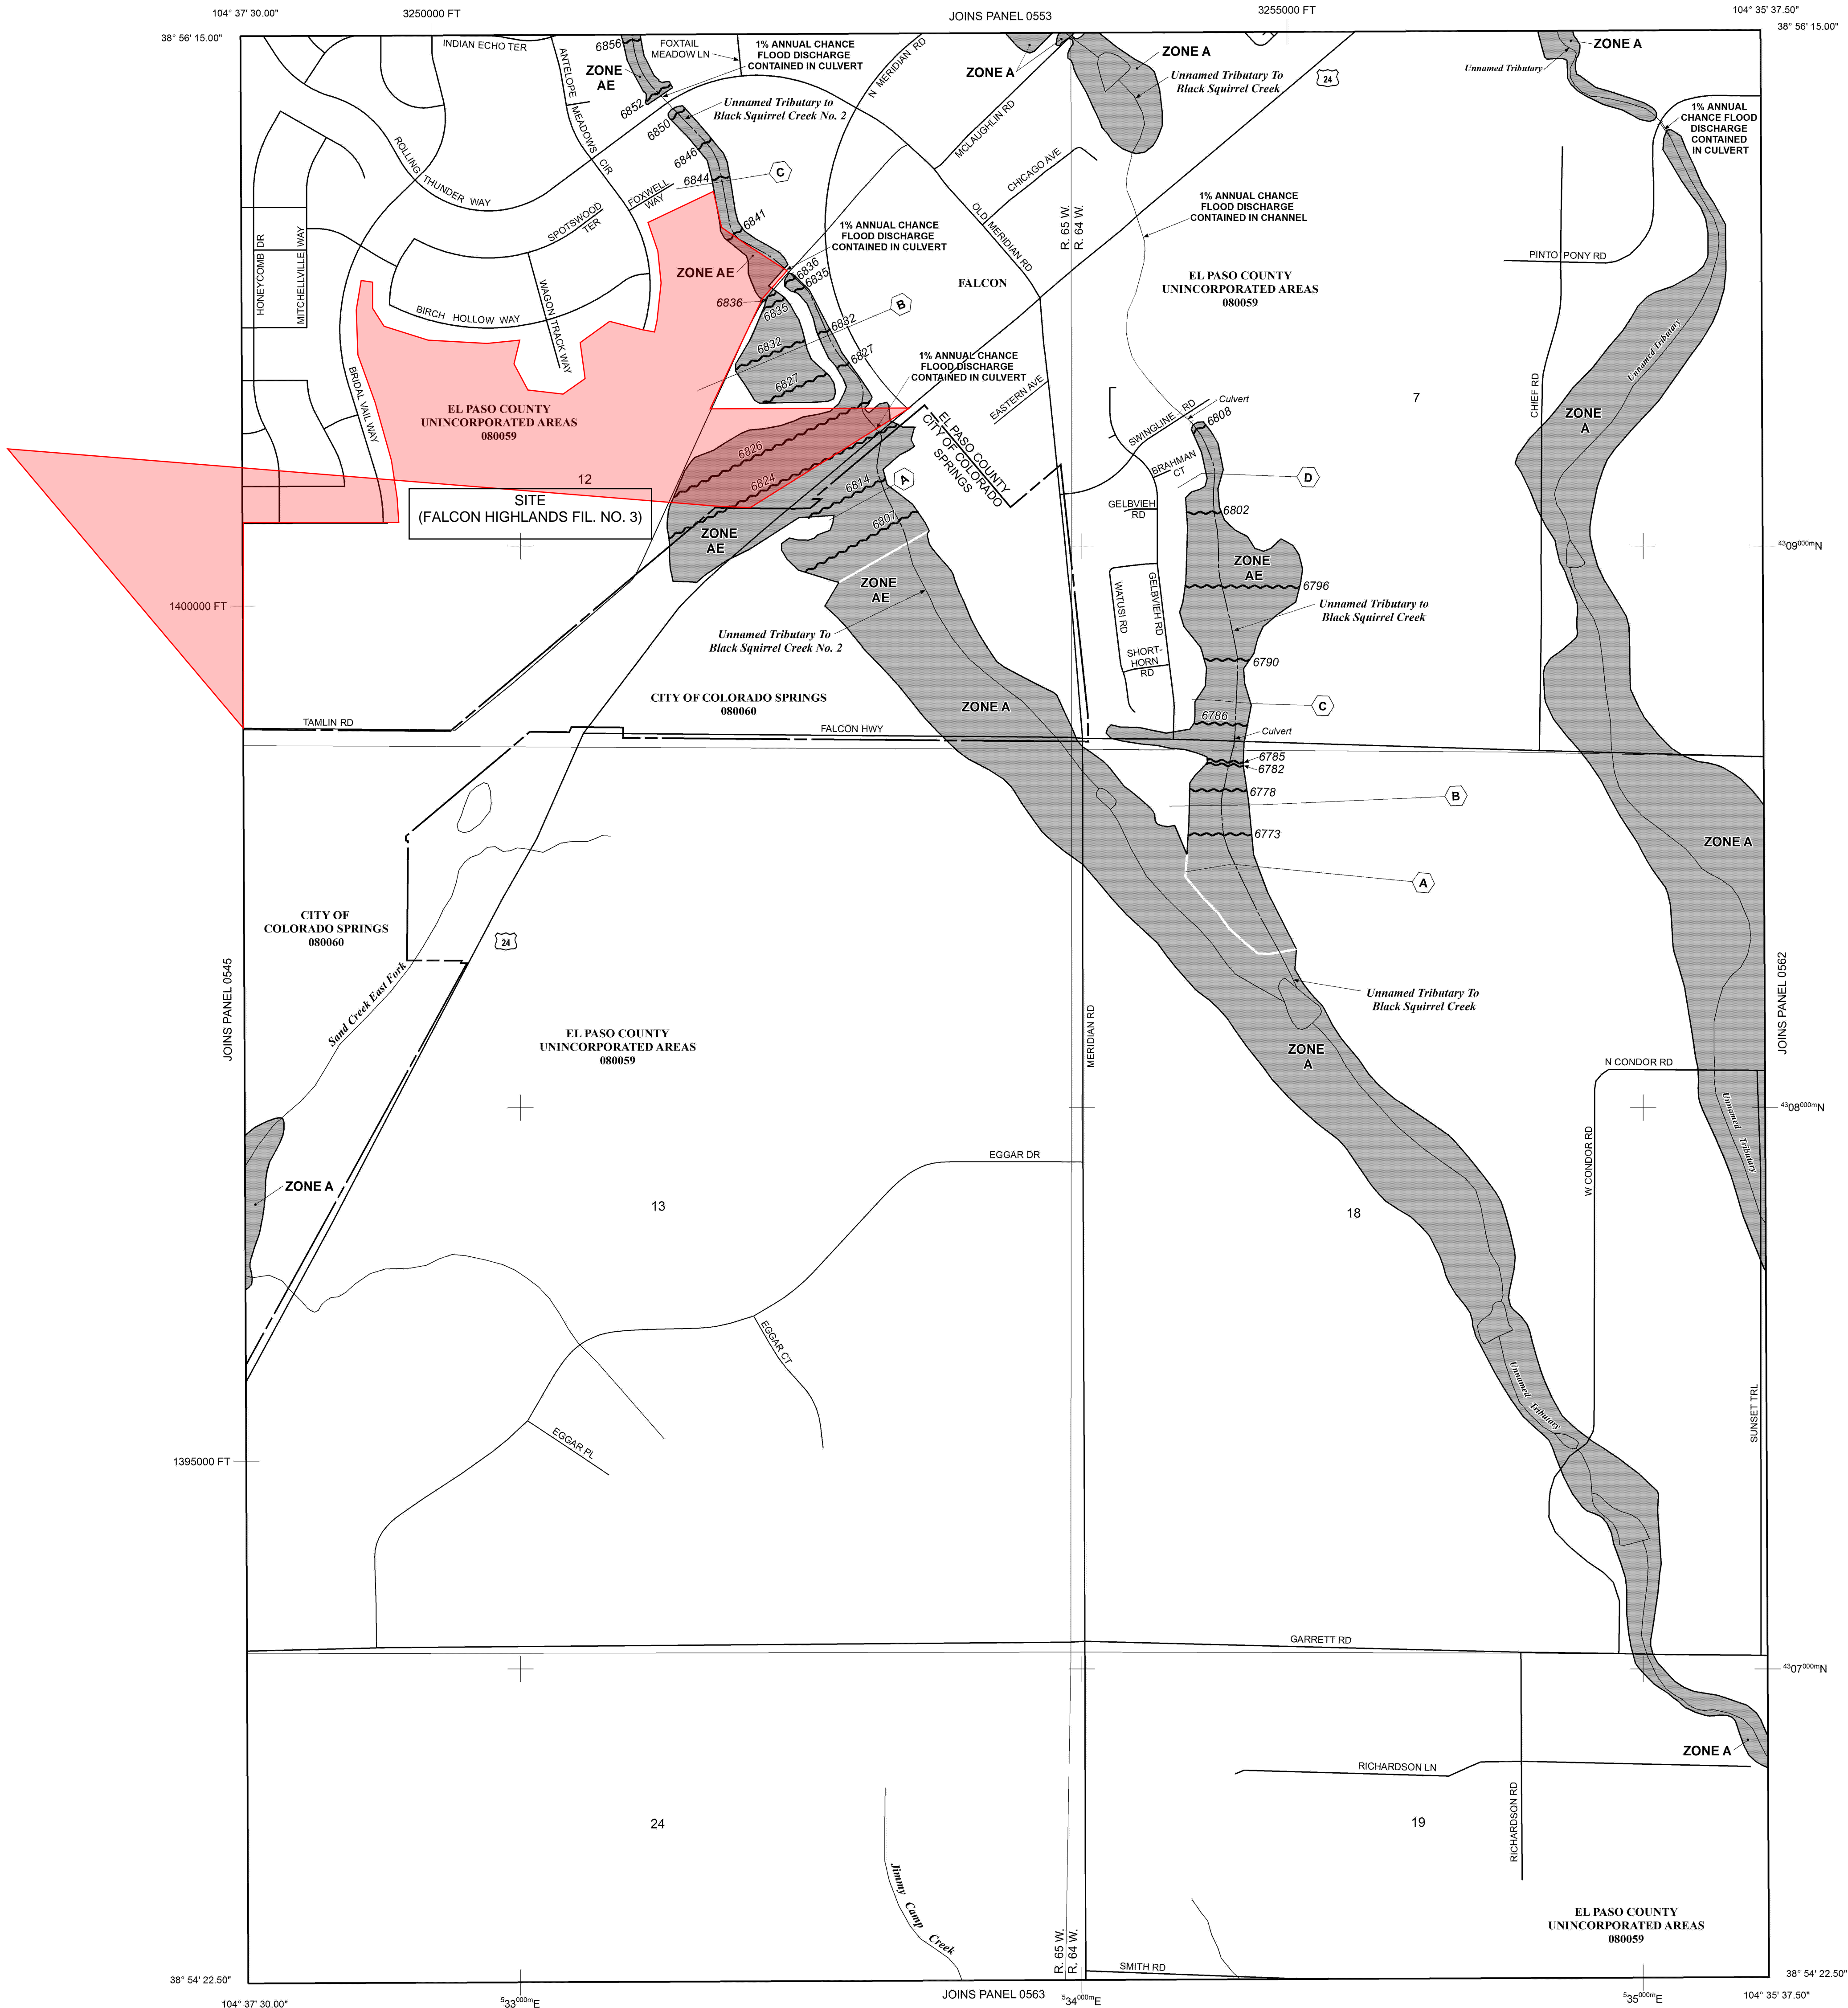 104° 37' 30.00"
3250000 FT
JOINS PANEL 0553
3255000 FT
104° 35' 37.50"
38° 56' 15.00"
38° 56' 15.00"
INDIAN ECHO TER
ANTELOPE MEADOWS CIR
6856
FOXTAIL
MEADOW LN
1% ANNUAL CHANCE
FLOOD DISCHARGE
CONTAINED IN CULVERT
ZONE
AE
6852
Unnamed Tributary to
Black Squirrel Creek No. 2
6850
6846
6844
C
N MERIDIAN RD
ZONE A
ZONE A
Unnamed Tributary To
Black Squirrel Creek
24
MCLAUGHLIN RD
CHICAGO AVE
OLD MERIDIAN RD
ZONE A
Unnamed Tributary
1% ANNUAL
CHANCE FLOOD
DISCHARGE
CONTAINED
IN CULVERT
ROLLING THUNDER WAY
FOXWELL
WAY
SPOTSWOOD
TER
HONEYCOMB DR
MITCHELLVILLE WAY
6841
1% ANNUAL CHANCE
FLOOD DISCHARGE
CONTAINED IN CULVERT
R. 65 W.
R. 64 W.
1% ANNUAL CHANCE
FLOOD DISCHARGE
CONTAINED IN CHANNEL
PINTO PONY RD
ZONE AE
6836
6835
6836
6835
FALCON
EL PASO COUNTY
UNINCORPORATED AREAS
080059
B
BIRCH HOLLOW WAY
WAGON TRACK WAY
6832
6832
6827
6827
1% ANNUAL CHANCE
FLOOD DISCHARGE
CONTAINED IN CULVERT
EASTERN AVE
Unnamed Tributary
CHIEF RD
7
ZONE
A
BRIDAL VAIL WAY
EL PASO COUNTY
UNINCORPORATED AREAS
080059
EL PASO COUNTY
CITY OF COLORADO
SPRINGS
SWINGLINE RD
Culvert
6808
BRAHMAN
CT
D
6826
6824
6814
A
12
SITE
(FALCON HIGHLANDS FIL. NO. 3)
6807
GELBVIEH
RD
6802
ZONE
AE
ZONE
AE
4309000mN
ZONE
AE
WATUSI RD
GELBVIEH RD
6796
1400000 FT
Unnamed Tributary to
Black Squirrel Creek
Unnamed Tributary To
Black Squirrel Creek No. 2
SHORT-
HORN
RD
6790
CITY OF COLORADO SPRINGS
080060
ZONE A
C
6786
TAMLIN RD
FALCON HWY
Culvert
6785
6782
6778
B
6773
ZONE A
A
CITY OF
COLORADO SPRINGS
080060
24
JOINS PANEL 0545
Sand Creek East Fork
Unnamed Tributary To
Black Squirrel Creek
JOINS PANEL 0562
EL PASO COUNTY
UNINCORPORATED AREAS
080059
MERIDIAN RD
ZONE
A
N CONDOR RD
4308000mN
Unnamed Tributary
W CONDOR RD
EGGAR DR
ZONE A
13
18
EGGAR CT
Unnamed Tributary
SUNSET TRL
EGGAR PL
1395000 FT
GARRETT RD
4307000mN
ZONE A
RICHARDSON LN
RICHARDSON RD
24
19
Jimmy Camp Creek
EL PASO COUNTY
UNINCORPORATED AREAS
080059
R. 65 W.
R. 64 W.
SMITH RD
38° 54' 22.50"
38° 54' 22.50"
104° 37' 30.00"
533000mE
JOINS PANEL 0563
534000mE
535000mE
104° 35' 37.50"